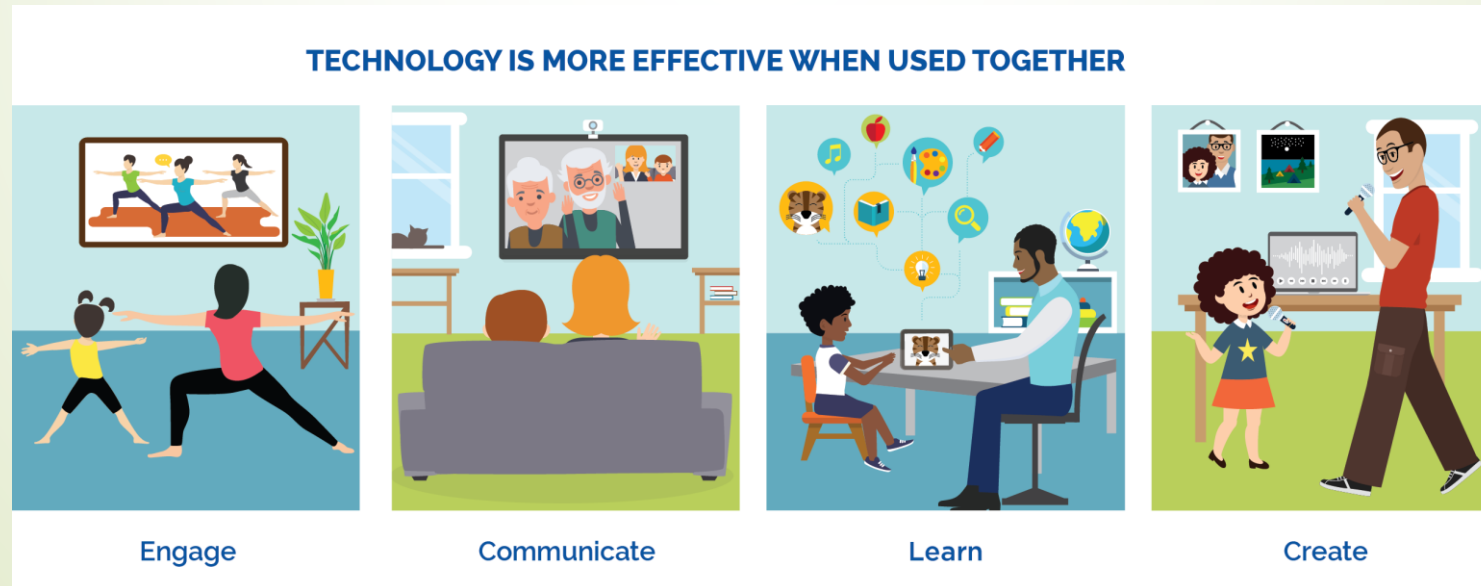 TECHNOLOGY IS MORE EFFECTIVE WHEN USED TOGETHER
Engage
Communicate
Learn
Create